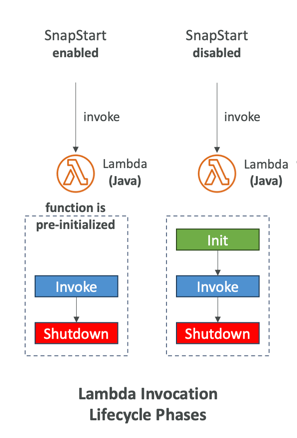 SnapStart
enabled
SnapStart
disabled
invoke
invoke
Lambda
(Java)
Lambda
(Java)
function is
pre-initialized
Init
Invoke
Invoke
Shutdown
Shutdown
Lambda Invocation
Lifecycle Phases